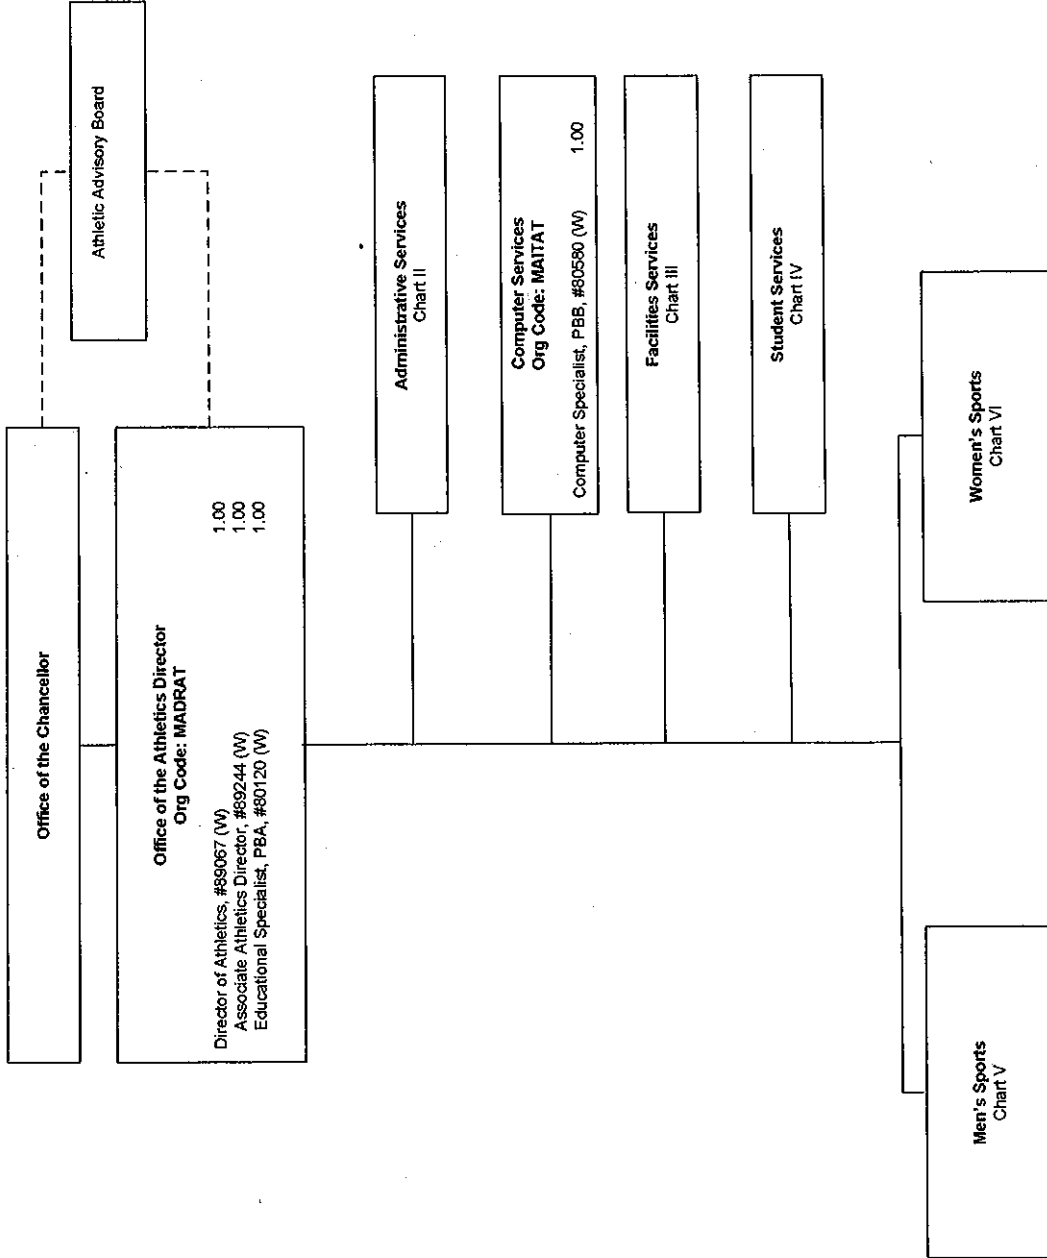 Office of the Chancellor
Athletic Advisory Board
Office of the Athletics Director
Org Code: MADRAT
Director of Athletics, #89067 (W) 1.00
Associate Athletics Director, #89244 (W) 1.00
Educational Specialist, PBA, #80120 (W) 1.00
Administrative Services
Chart II
Computer Services
Org Code: MAITAT
Computer Specialist, PBB, #80580 (W) 1.00
Facilities Services
Chart III
Student Services
Chart IV
Men's Sports
Chart V
Women's Sports
Chart VI